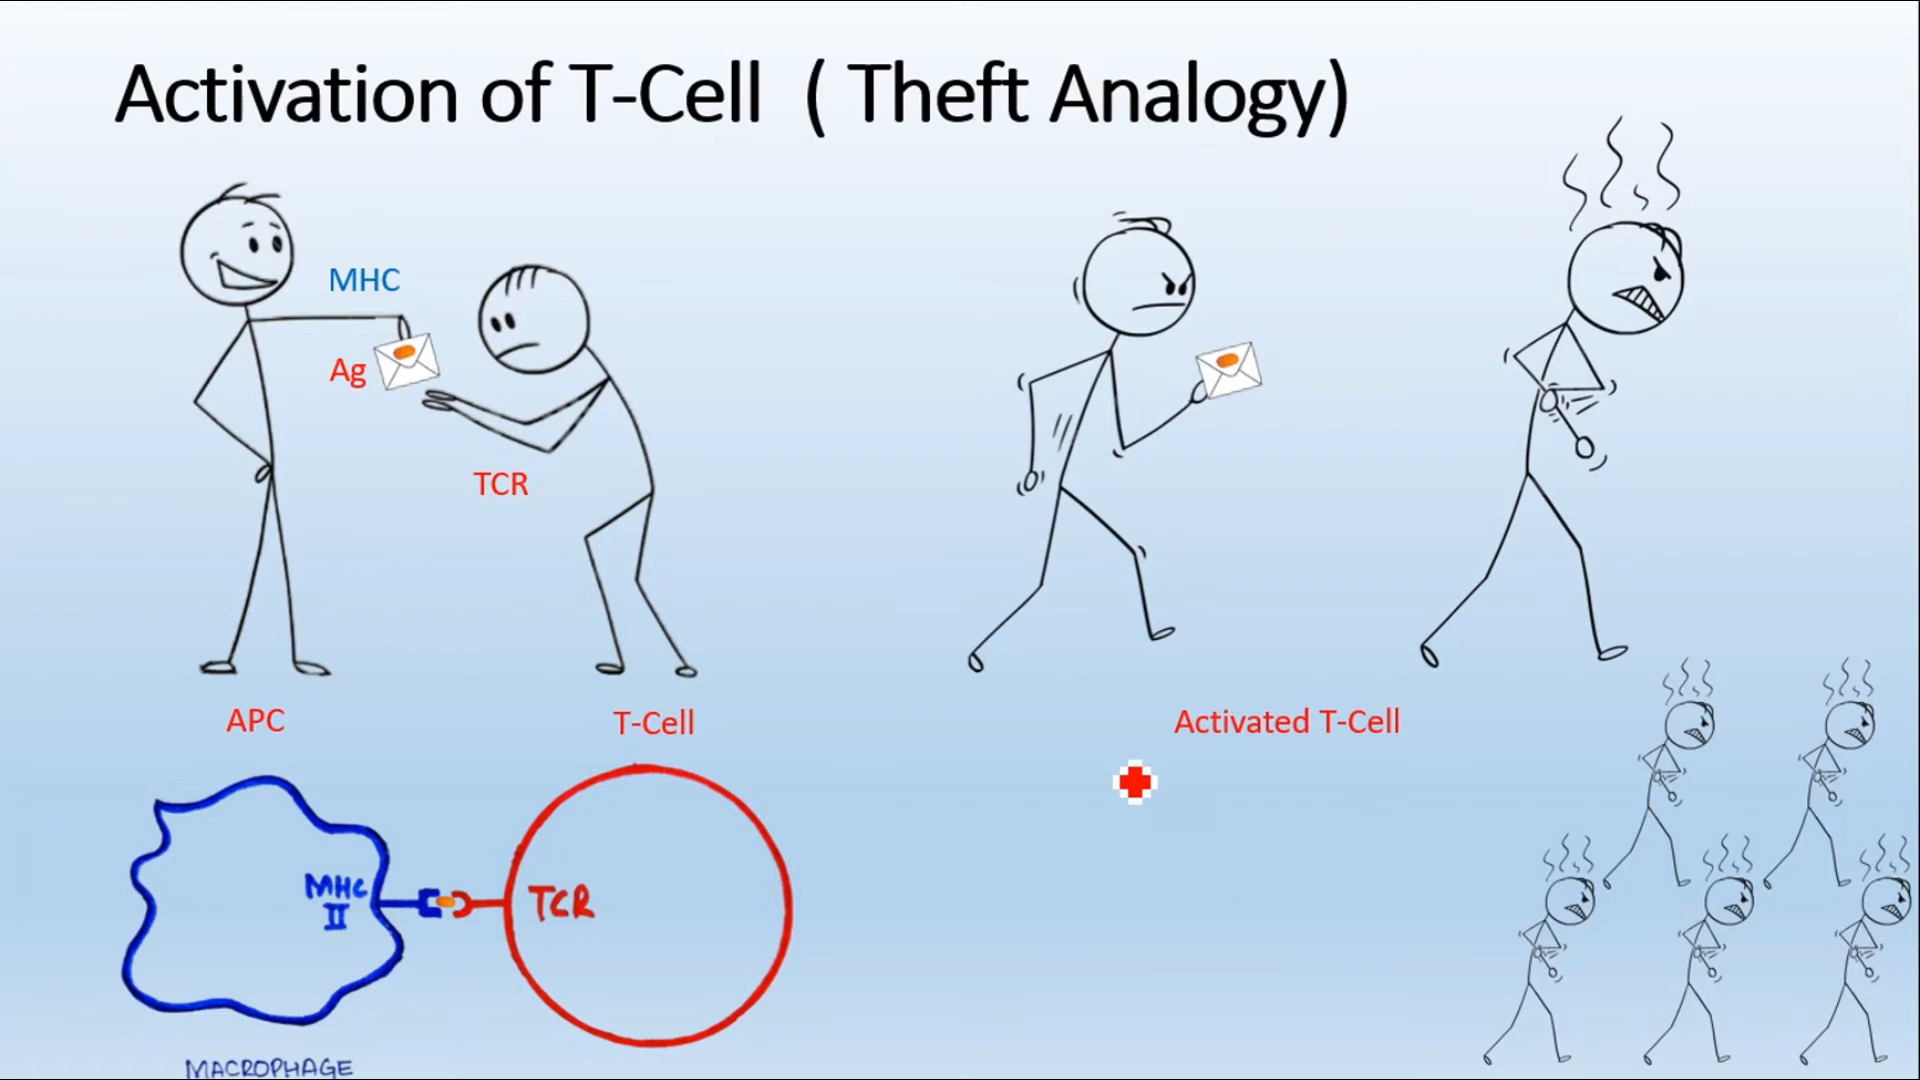 Activation of T-Cell ( Theft Analogy)
MHC
Ag
TCR
APC
T-Cell
Activated T-Cell
MHC
II
TCR
MACROPHAGE